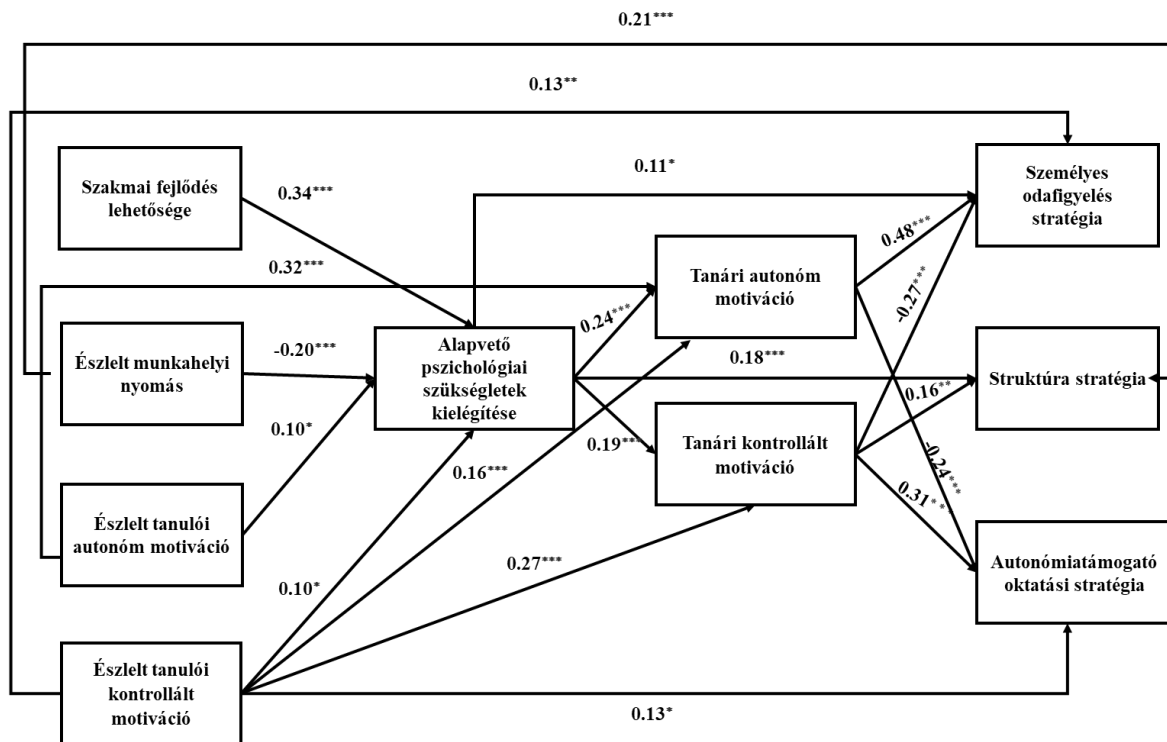 0.21***
0.13**
Szakmai fejlődés
lehetősége
0.34***
0.11*
Személyes
odafigyelés
stratégia
0.32***
Tanári autonóm
motiváció
0.48***
-0.27***
Észlelt munkahelyi
nyomás
-0.20***
Alapvető
pszichológiai
szükségletek
kielégítése
0.24***
0.18***
Struktúra stratégia
0.16**
0.10*
0.19***
Tanári kontrollált
motiváció
0.16***
-0.24***
0.31***
Észlelt tanulói
autonóm motiváció
0.27***
Autonómiatámogató
oktatási stratégia
0.10*
Észlelt tanulói
kontrollált
motiváció
0.13*